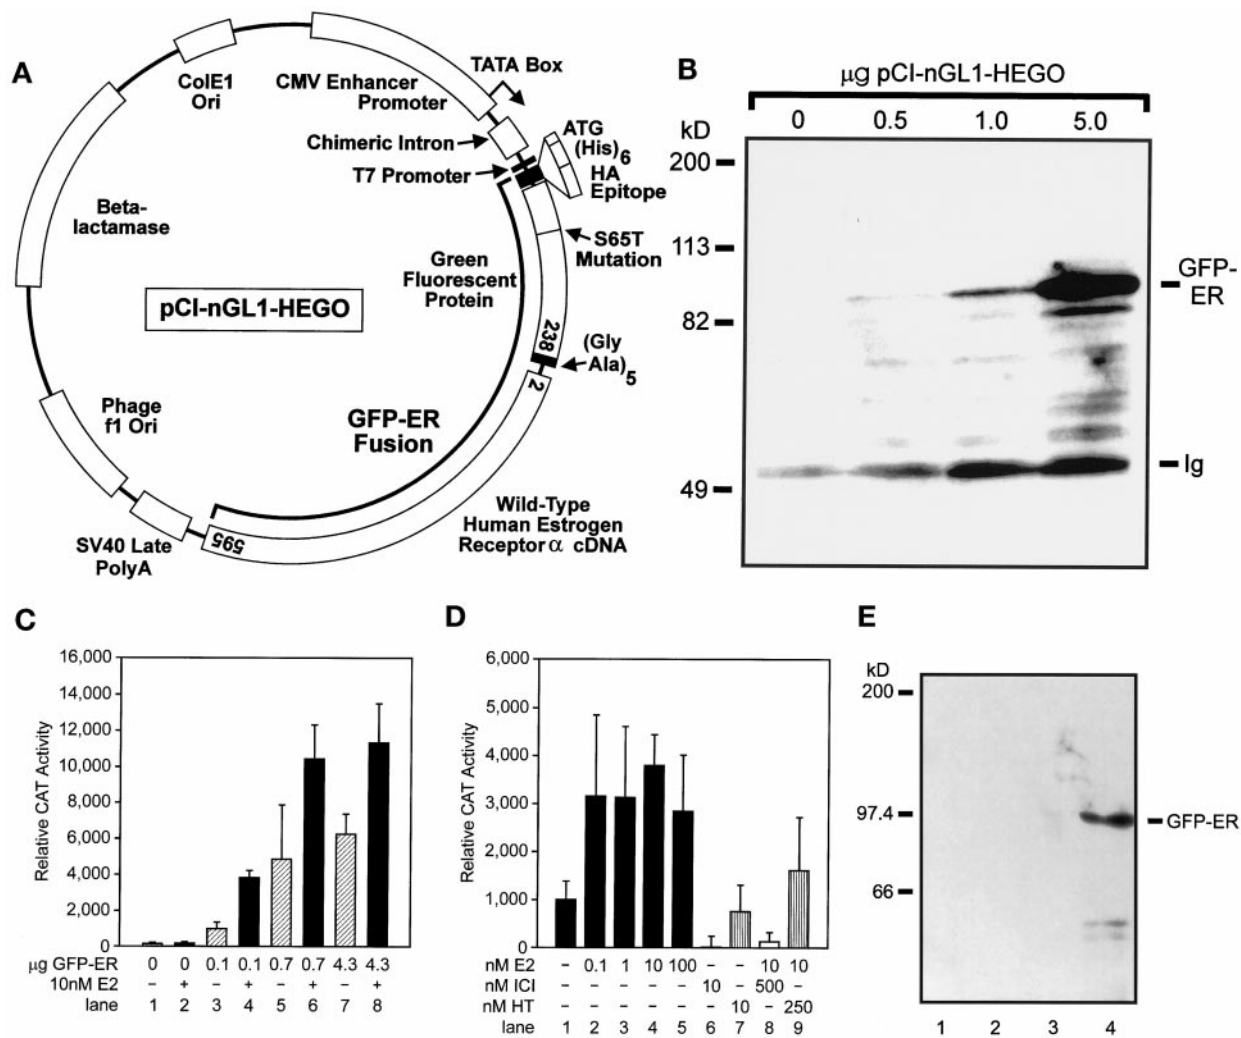 A
ColE1
Ori
CMV Enhancer
Promoter
TATA Box
Chimeric Intron
T7 Promoter
ATG
(His)6
HA
Epitope
Beta-
lactamase
Green
Fluorescent
Protein
S65T
Mutation
pCI-nGL1-HEGO
238
(Gly
Ala)5
2
Phage
f1 Ori
GFP-ER
Fusion
SV40 Late
PolyA
595
Wild-Type
Human Estrogen
Receptor α cDNA
B
µg pCI-nGL1-HEGO
kD 0 0.5 1.0 5.0
200
113
GFP-
ER
82
Ig
49
C
Relative CAT Activity
16,000
14,000
12,000
10,000
8,000
6,000
4,000
2,000
0
µg GFP-ER 0 0 0.1 0.1 0.7 0.7 4.3 4.3
10nM E2 − + − + − + − +
lane 1 2 3 4 5 6 7 8
D
Relative CAT Activity
6,000
5,000
4,000
3,000
2,000
1,000
0
nM E2 − 0.1 1 10 100 − − 10 10
nM ICI − − − − − 10 − 500 −
nM HT − − − − − − 10 − 250
lane 1 2 3 4 5 6 7 8 9
E
kD
200
97.4
GFP-ER
66
1 2 3 4